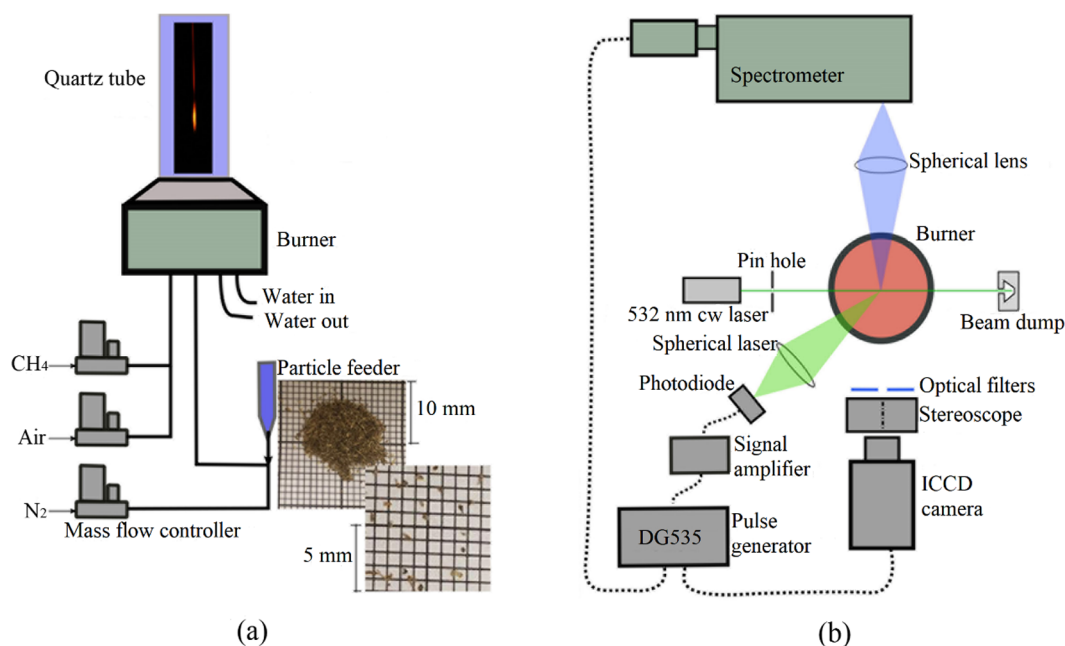 Quartz tube
Burner
Water in
Water out
CH4
Air
N2
Mass flow controller
Particle feeder
10 mm
5 mm
(a)
Spectrometer
Spherical lens
Burner
Pin hole
532 nm cw laser
Beam dump
Spherical laser
Photodiode
Optical filters
Stereoscope
Signal
amplifier
ICCD
camera
DG535
Pulse
generator
(b)